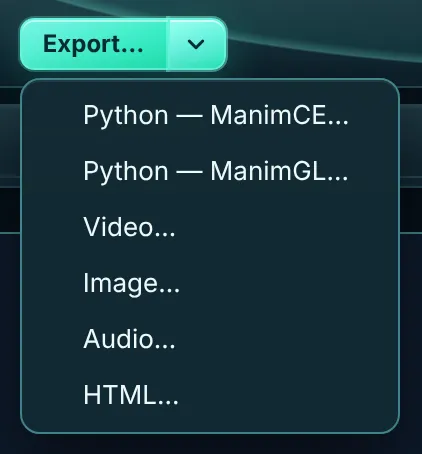 Export...
Python — ManimCE...
Python — ManimGL...
Video...
Image...
Audio...
HTML...